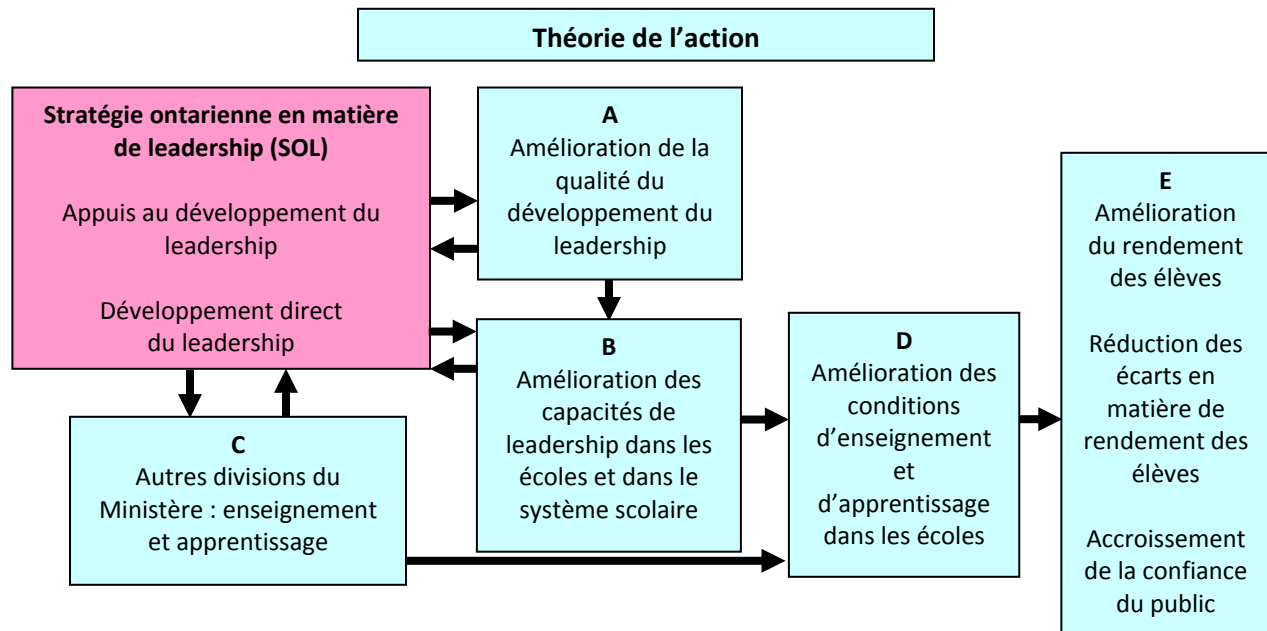 Théorie de l’action
Stratégie ontarienne en matière
de leadership (SOL)
Appuis au développement du
leadership
Développement direct
du leadership
A
Amélioration de la
qualité du
développement du
leadership
B
Amélioration des
capacités de
leadership dans les
écoles et dans le
système scolaire
C
Autres divisions du
Ministère : enseignement
et apprentissage
D
Amélioration des
conditions
d’enseignement
et
d’apprentissage
dans les écoles
E
Amélioration
du rendement
des élèves
Réduction des
écarts en
matière de
rendement des
élèves
Accroissement
de la confiance
du public